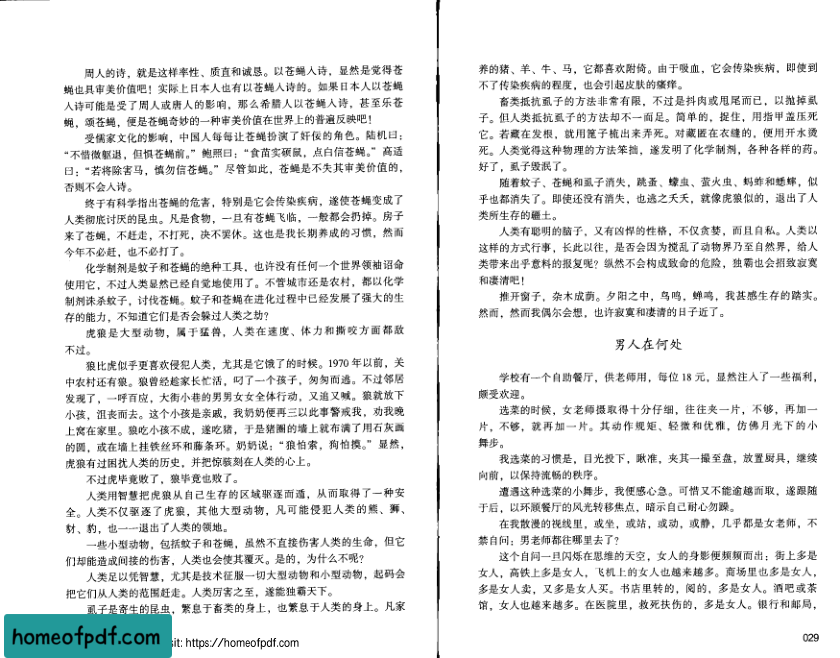 周人的诗，就是这样率性、质直和诚恳。以苍蝇入诗，显然是觉得苍
蝇也具审美价值吧！实际上日本人也有以苍蝇入诗的。如果日本人以苍蝇
入诗可能是受了周人或唐人的影响，那么希腊人以苍蝇入诗，甚至乐苍
蝇，颂苍蝇，便是苍蝇奇妙的一种审美价值在世界上的普遍反映吧！
受儒家文化的影响，中国人每每让苍蝇扮演了奸佞的角色。陆机曰：
“不惜微躯退，但惧苍蝇前。”鲍照曰：“食苗实硕鼠，点白信苍蝇。”高适
曰：“若将除害马，慎勿信苍蝇。”尽管如此，苍蝇是不失其审美价值的，
否则不会入诗。
终于有科学指出苍蝇的危害，特别是它会传染疾病，遂使苍蝇变成了
人类彻底讨厌的昆虫。凡是食物，一旦有苍蝇飞临，一般都会扔掉。房子
来了苍蝇，不赶走，不打死，决不罢休。这也是我长期养成的习惯，然而
今年不必赶，也不必打了。
化学制剂是蚊子和苍蝇的绝种工具，也许没有任何一个世界领袖诏命
使用它，不过人类显然已经自觉地使用了。不管城市还是农村，都以化学
制剂诛杀蚊子，讨伐苍蝇。蚊子和苍蝇在进化过程中已经发展了强大的生
存的能力，不知道它们是否会躲过人类之劫？
虎狼是大型动物，属于猛兽，人类在速度、体力和撕咬方面都敌
不过。
狼比虎似乎更喜欢侵犯人类，尤其是它饿了的时候。1970 年以前，关
中农村还有狼。狼曾经趁家长忙活，叼了一个孩子，匆匆而逃。不过邻居
发现了，一呼百应，大街小巷的男男女女全体行动，又追又喊。狼就放下
小孩，沮丧而去。这个小孩是亲戚，我奶奶便再三以此事警戒我，劝我晚
上窝在家里。狼吃小孩不成，遂吃猪，于是猪圈的墙上就布满了用石灰画
的圆，或在墙上挂铁丝环和藤条环。奶奶说：“狼怕索，狗怕摸。”显然，
虎狼有过困扰人类的历史，并把惊骇刻在人类的心上。
不过虎毕竟败了，狼毕竟也败了。
人类用智慧把虎狼从自己生存的区域驱逐而遁，从而取得了一种安
全。人类不仅驱逐了虎狼，其他大型动物，凡可能侵犯人类的熊、狮、
豺、豹，也一一退出了人类的领地。
一些小型动物，包括蚊子和苍蝇，虽然不直接伤害人类的生命，但它
们却能造成间接的伤害，人类也会使其覆灭。是的，为什么不呢？
人类足以凭智慧，尤其是技术征服一切大型动物和小型动物，起码会
把它们从人类的范围赶走。人类厉害之至，遂能独霸天下。
虱子是寄生的昆虫，繁息于畜类的身上，也繁息于人类的身上。凡家
homeofpdf.com
sit: https://homeofpdf.com
养的猪、羊、牛、马，它都喜欢附倚。由于吸血，它会传染疾病，即使到
不了传染疾病的程度，也会引起皮肤的瘙痒。
畜类抵抗虱子的方法非常有限，不过是抖肉或甩尾而已，以抛掉虱
子。但人类抵抗虱子的方法却不一而足。简单的，捉住，用指甲盖压死
它。若藏在发根，就用篦子梳出来弄死。对藏匿在衣缝的，便用开水烫
死。人类觉得这种物理的方法笨拙，遂发明了化学制剂，各种各样的药。
好了，虱子毁泯了。
随着蚊子、苍蝇和虱子消失，跳蚤、蠓虫、萤火虫、蚂蚱和蟋蟀，似
乎也都消失了。即使还没有消失，也逃之夭夭，就像虎狼似的，退出了人
类所生存的疆土。
人类有聪明的脑子，又有凶悍的性格，不仅贪婪，而且自私。人类以
这样的方式行事，长此以往，是否会因为搅乱了动物界乃至自然界，给人
类带来出乎意料的报复呢？纵然不会构成致命的危险，独霸也会招致寂寞
和凄清吧！
推开窗子，杂木成荫。夕阳之中，鸟鸣，蝉鸣，我甚感生存的踏实。
然而，然而我偶尔会想，也许寂寞和凄清的日子近了。
男人在何处
学校有一个自助餐厅，供老师用，每位 18 元，显然注入了一些福利，
颇受欢迎。
选菜的时候，女老师摄取得十分仔细，往往夹一片，不够，再加一
片，不够，就再加一片。其动作规矩、轻微和优雅，仿佛月光下的小
舞步。
我选菜的习惯是，目光投下，瞅准，夹其一撮至盘，放置厨具，继续
向前，以保持流畅的秩序。
遭遇这种选菜的小舞步，我便感心急。可惜又不能逾越而取，遂跟随
于后，以环顾餐厅的风光转移焦点，暗示自己耐心勿躁。
在我散漫的视线里，或坐，或站，或动，或静，几乎都是女老师，不
禁自问：男老师都往哪里去了？
这个自问一旦闪烁在思维的天空，女人的身影便频频而出：街上多是
女人，高铁上多是女人，飞机上的女人也越来越多。商场里也多是女人，
多是女人卖，又多是女人买。书店里转的，阅的，多是女人。酒吧或茶
馆，女人也越来越多。在医院里，救死扶伤的，多是女人。银行和邮局，
029